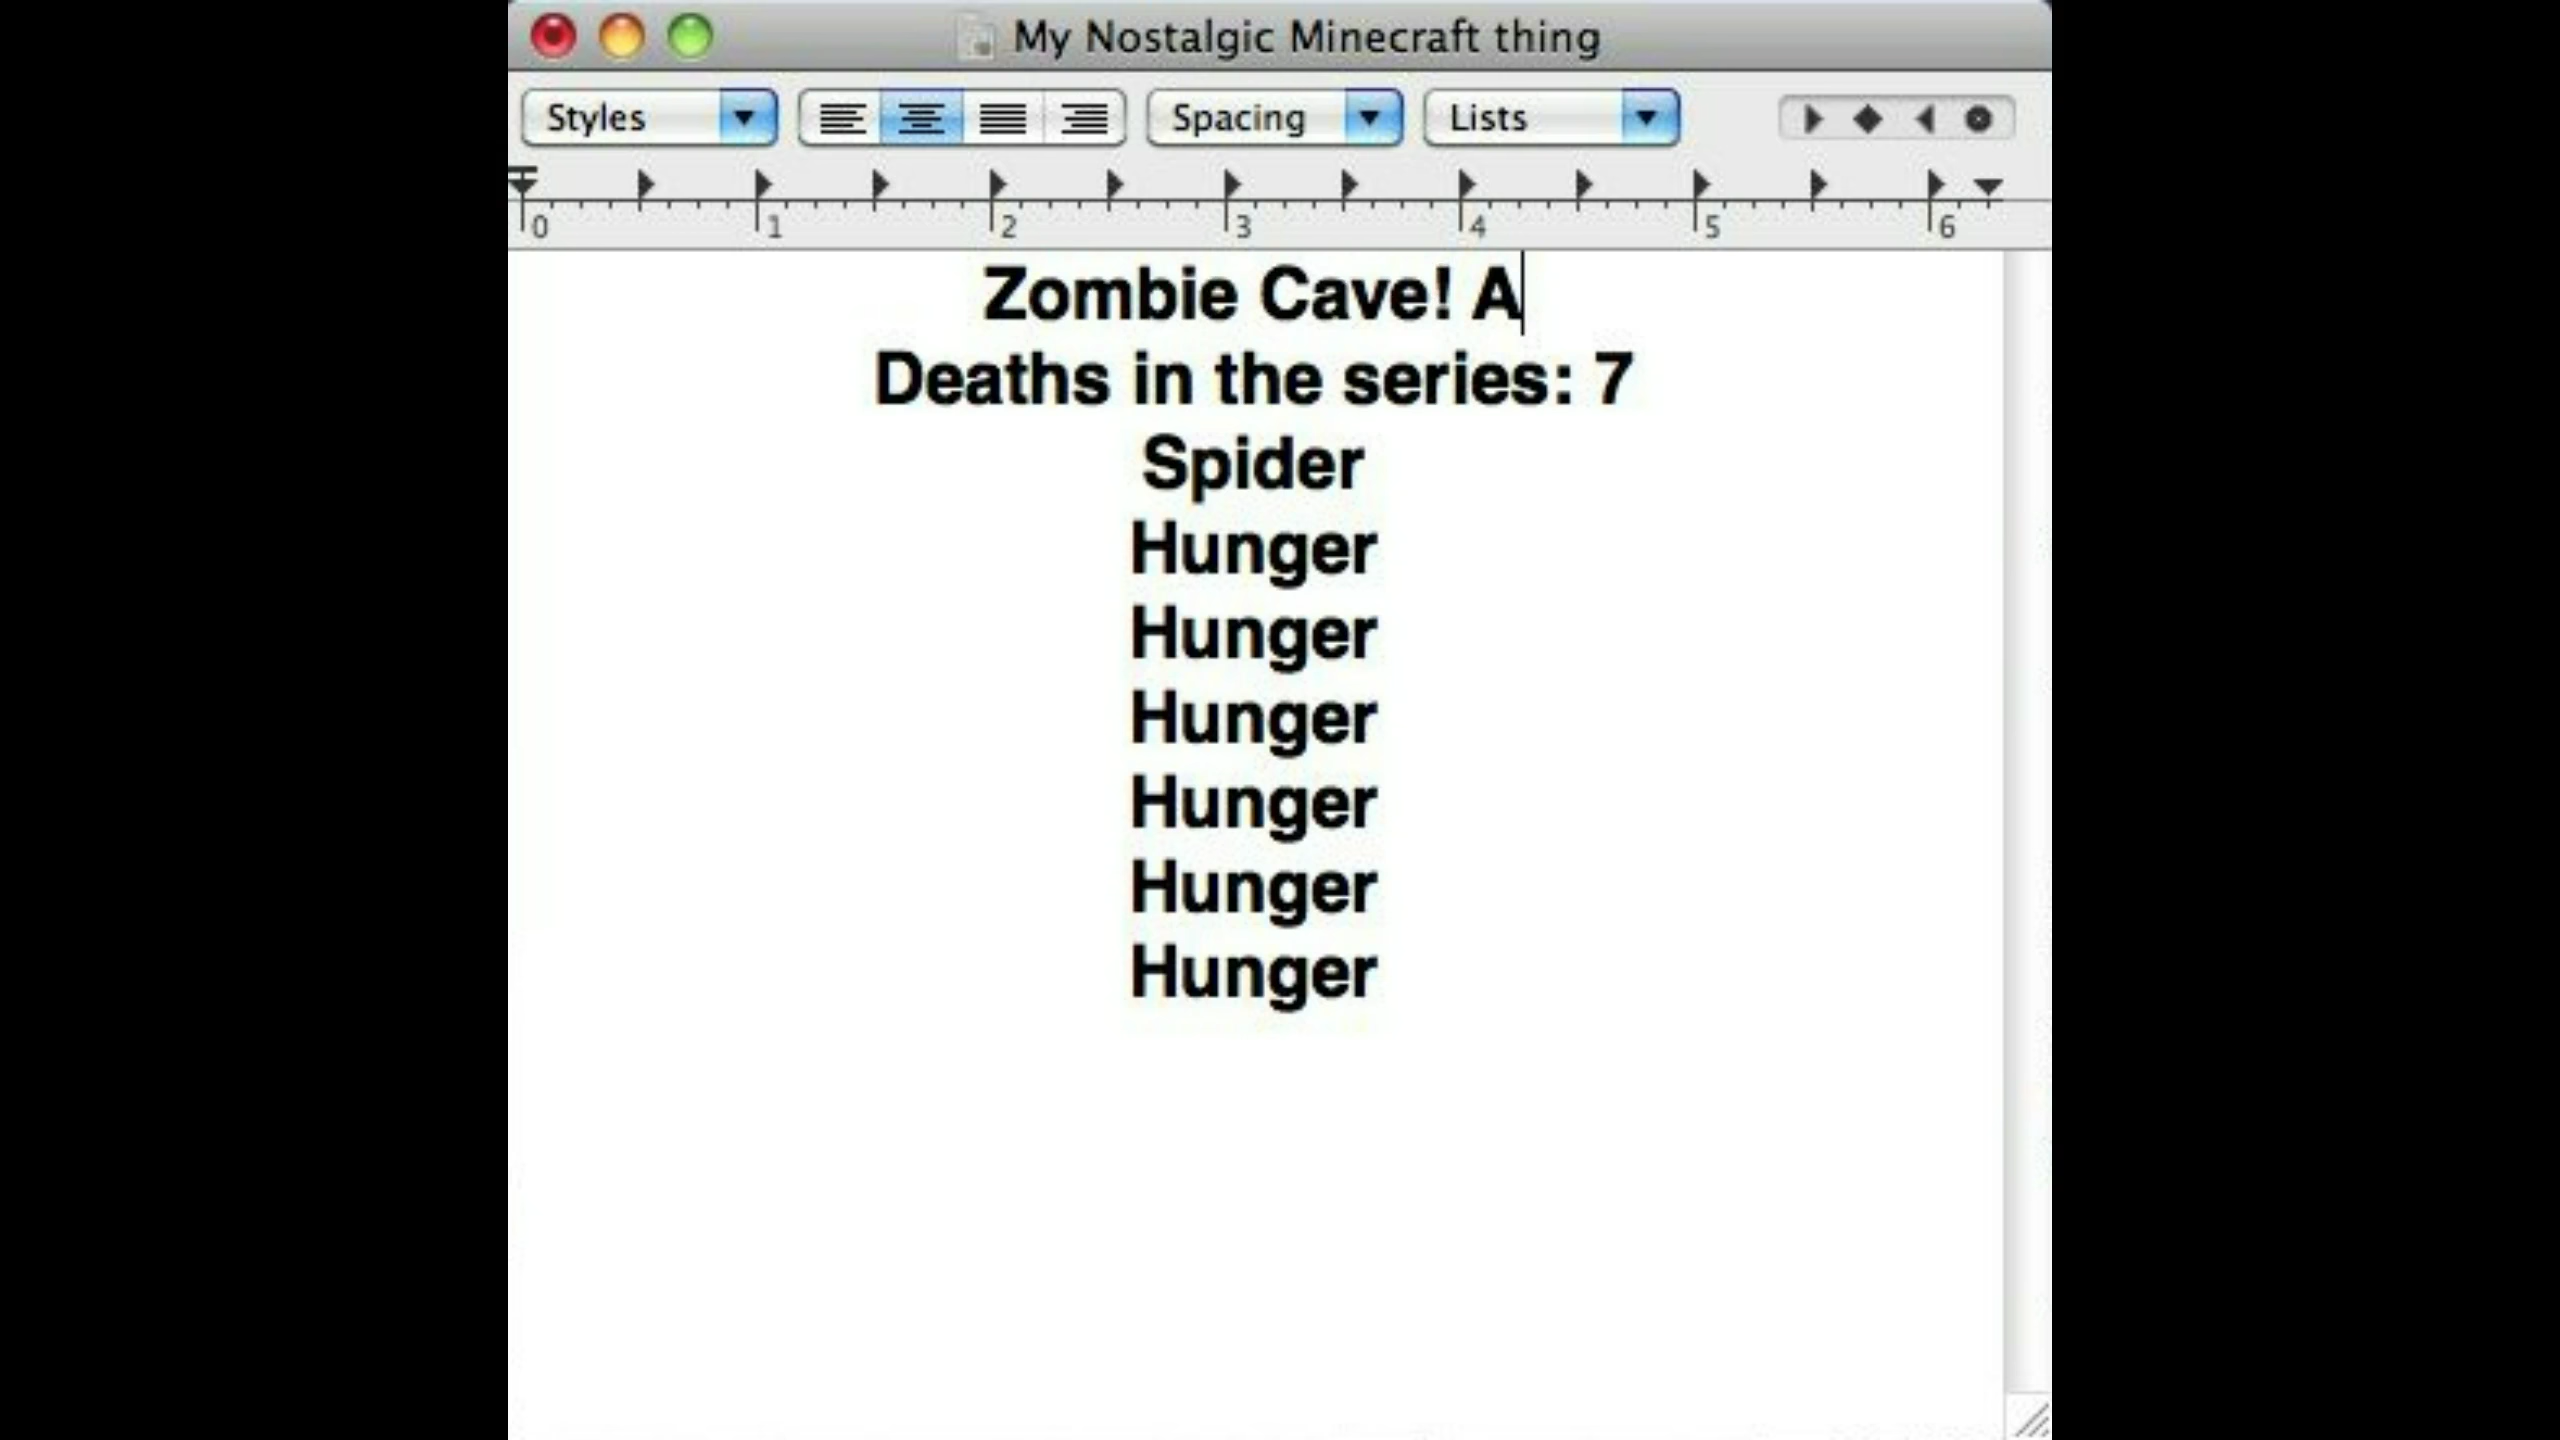 My Nostalgic Minecraft thing
Styles Spacing Lists
0 1 2 3 4 5 6
Zombie Cave! A
Deaths in the series: 7
Spider
Hunger
Hunger
Hunger
Hunger
Hunger
Hunger